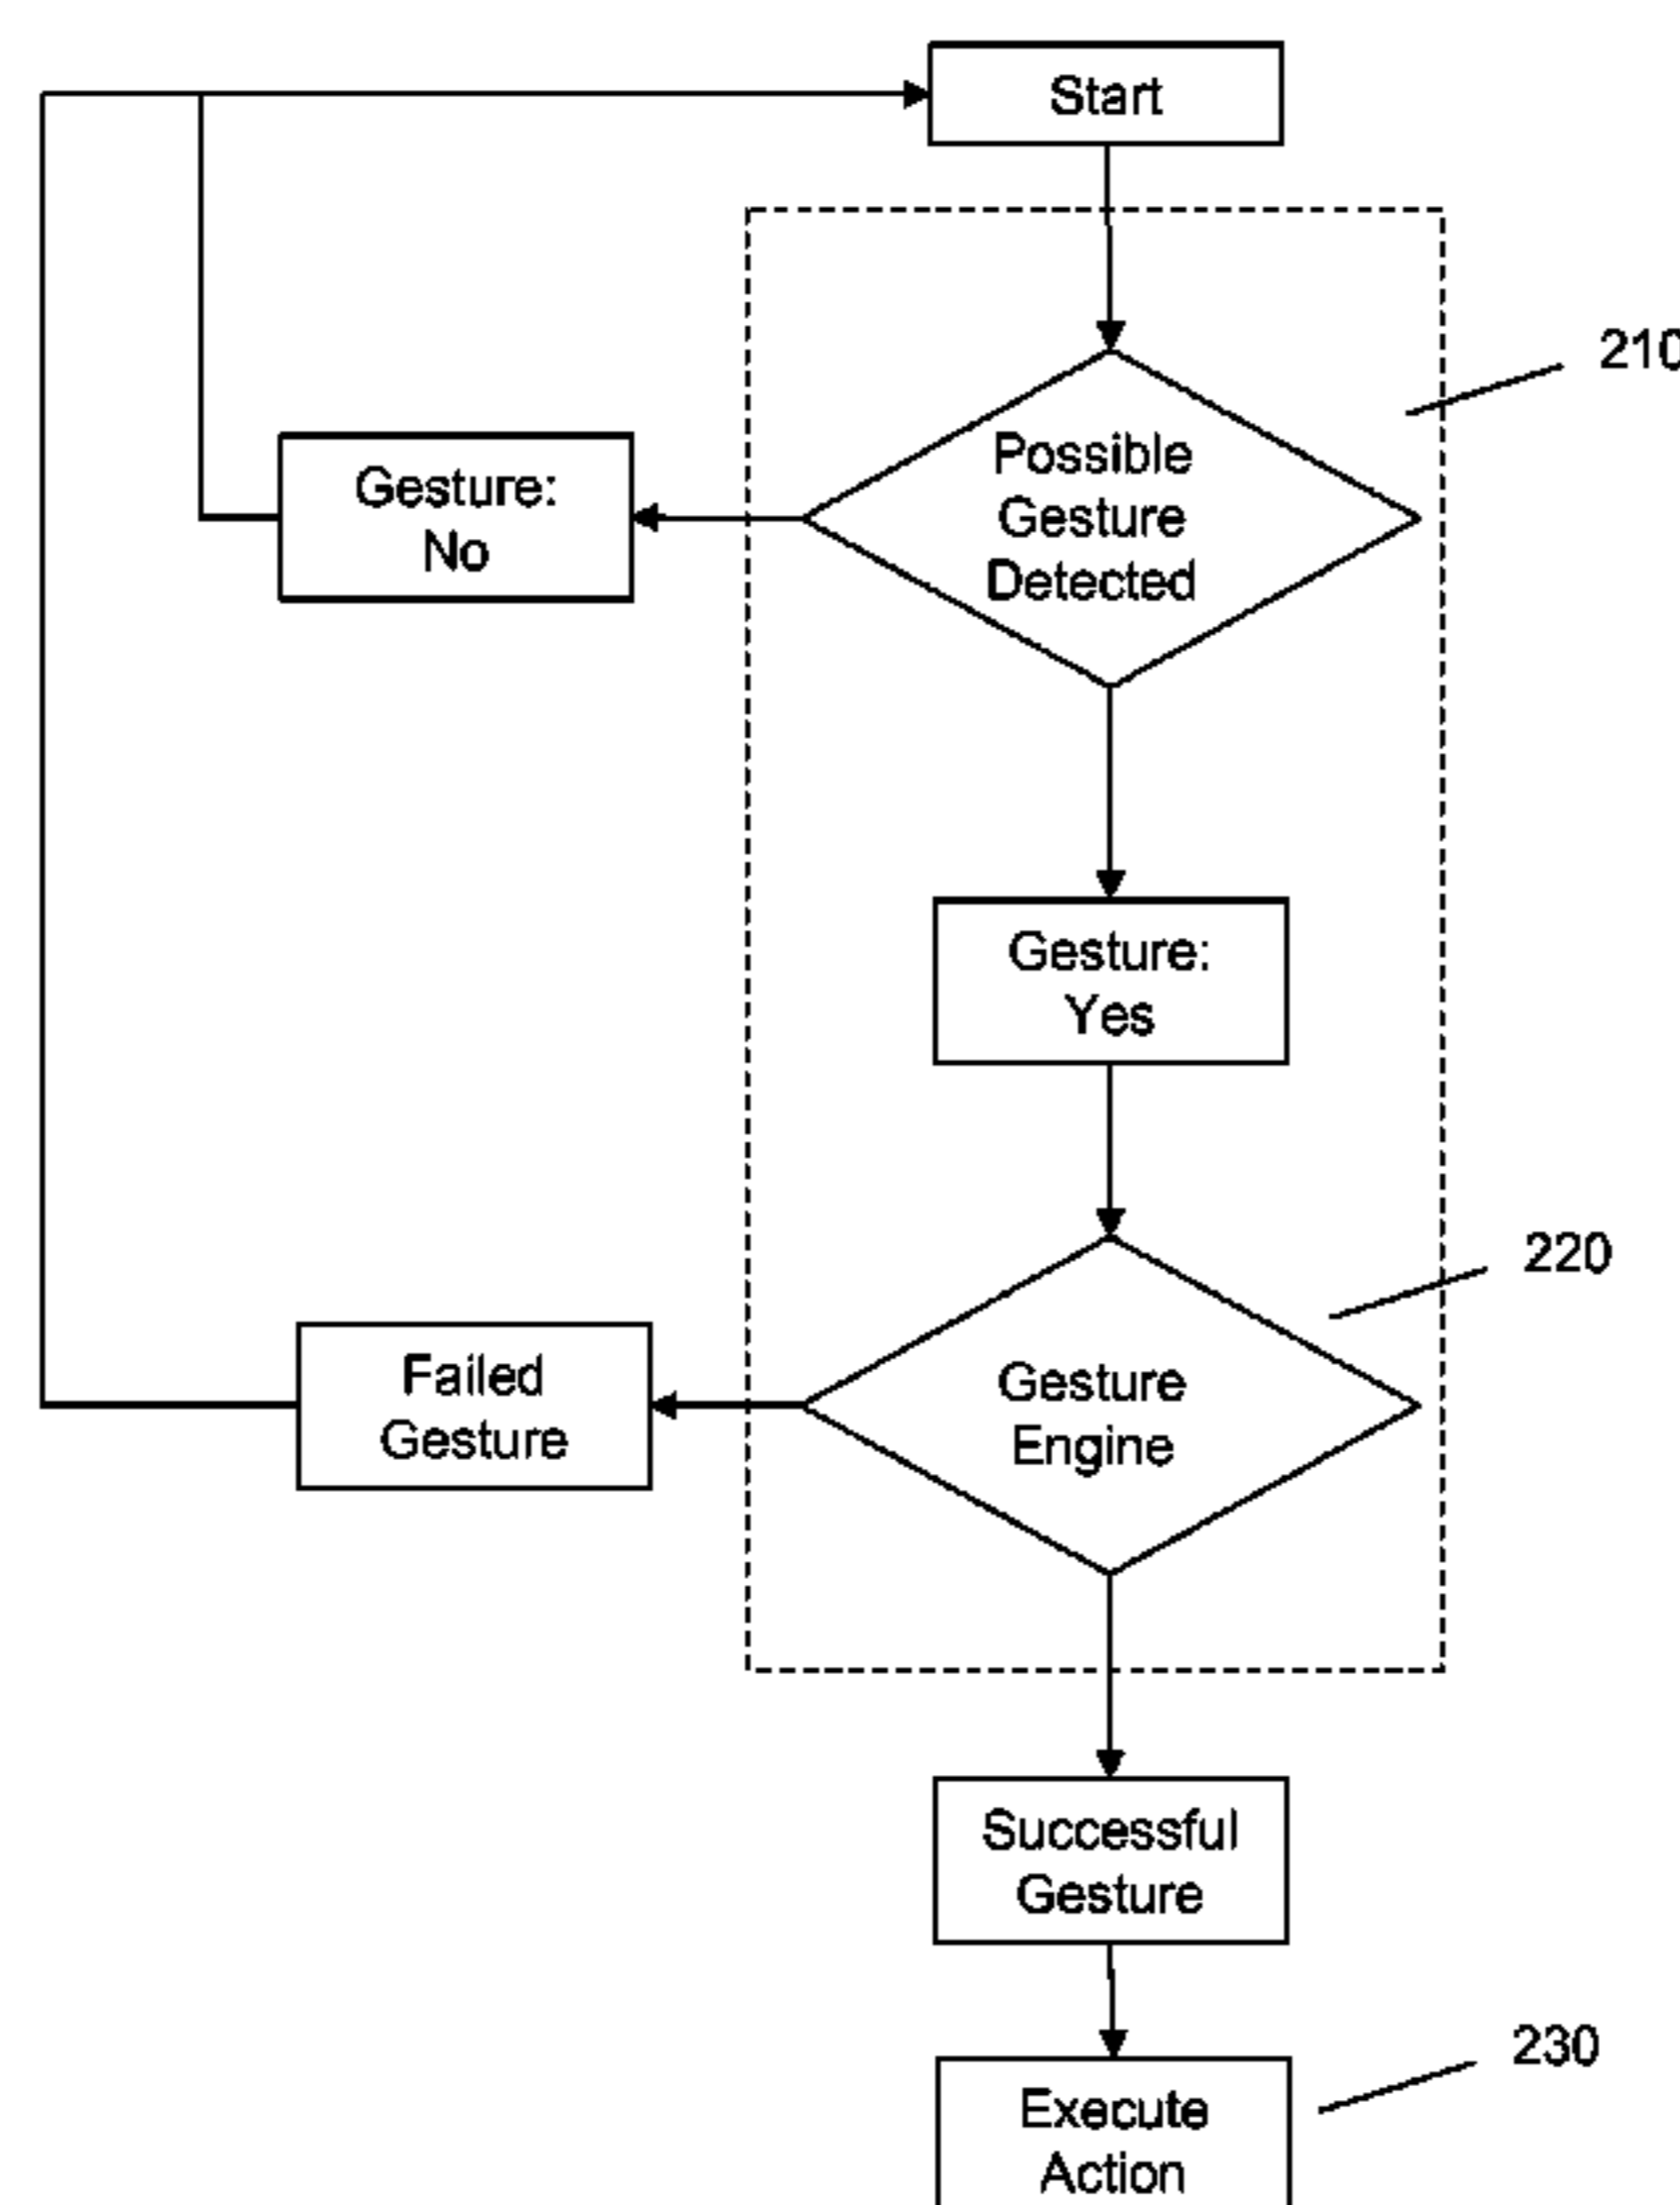 Start
210
Possible
Gesture
Detected
Gesture:
No
Gesture:
Yes
220
Gesture
Engine
Failed
Gesture
Successful
Gesture
230
Execute
Action